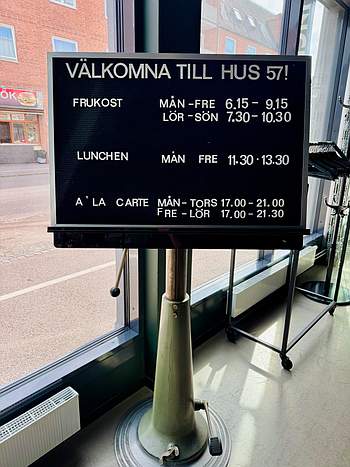 VÄLKOMNA TILL HUS 57!
FRUKOST MÅN-FRE 6.15 - 9.15
LÖR-SÖN 7.30 - 10.30
LUNCHEN MÅN FRE 11.30-13.30
A´LA CARTE MÅN-TORS 17.00 - 21.00
FRE-LÖR 17.00 - 21.30